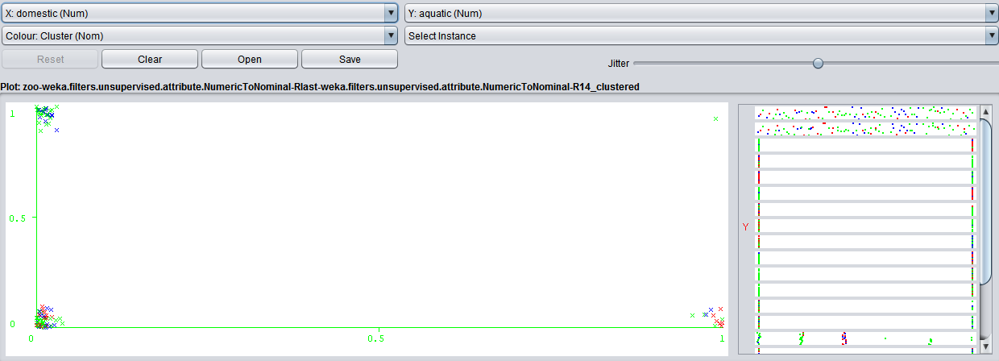 X: domestic (Num) Y: aquatic (Num)
Colour: Cluster (Nom) Select Instance
Reset Clear Open Save Jitter
Plot: zoo-weka.filters.unsupervised.attribute.NumericToNominal-Rlast-weka.filters.unsupervised.attribute.NumericToNominal-R14_clustered
1
0.5
Y
0
0 0.5 1